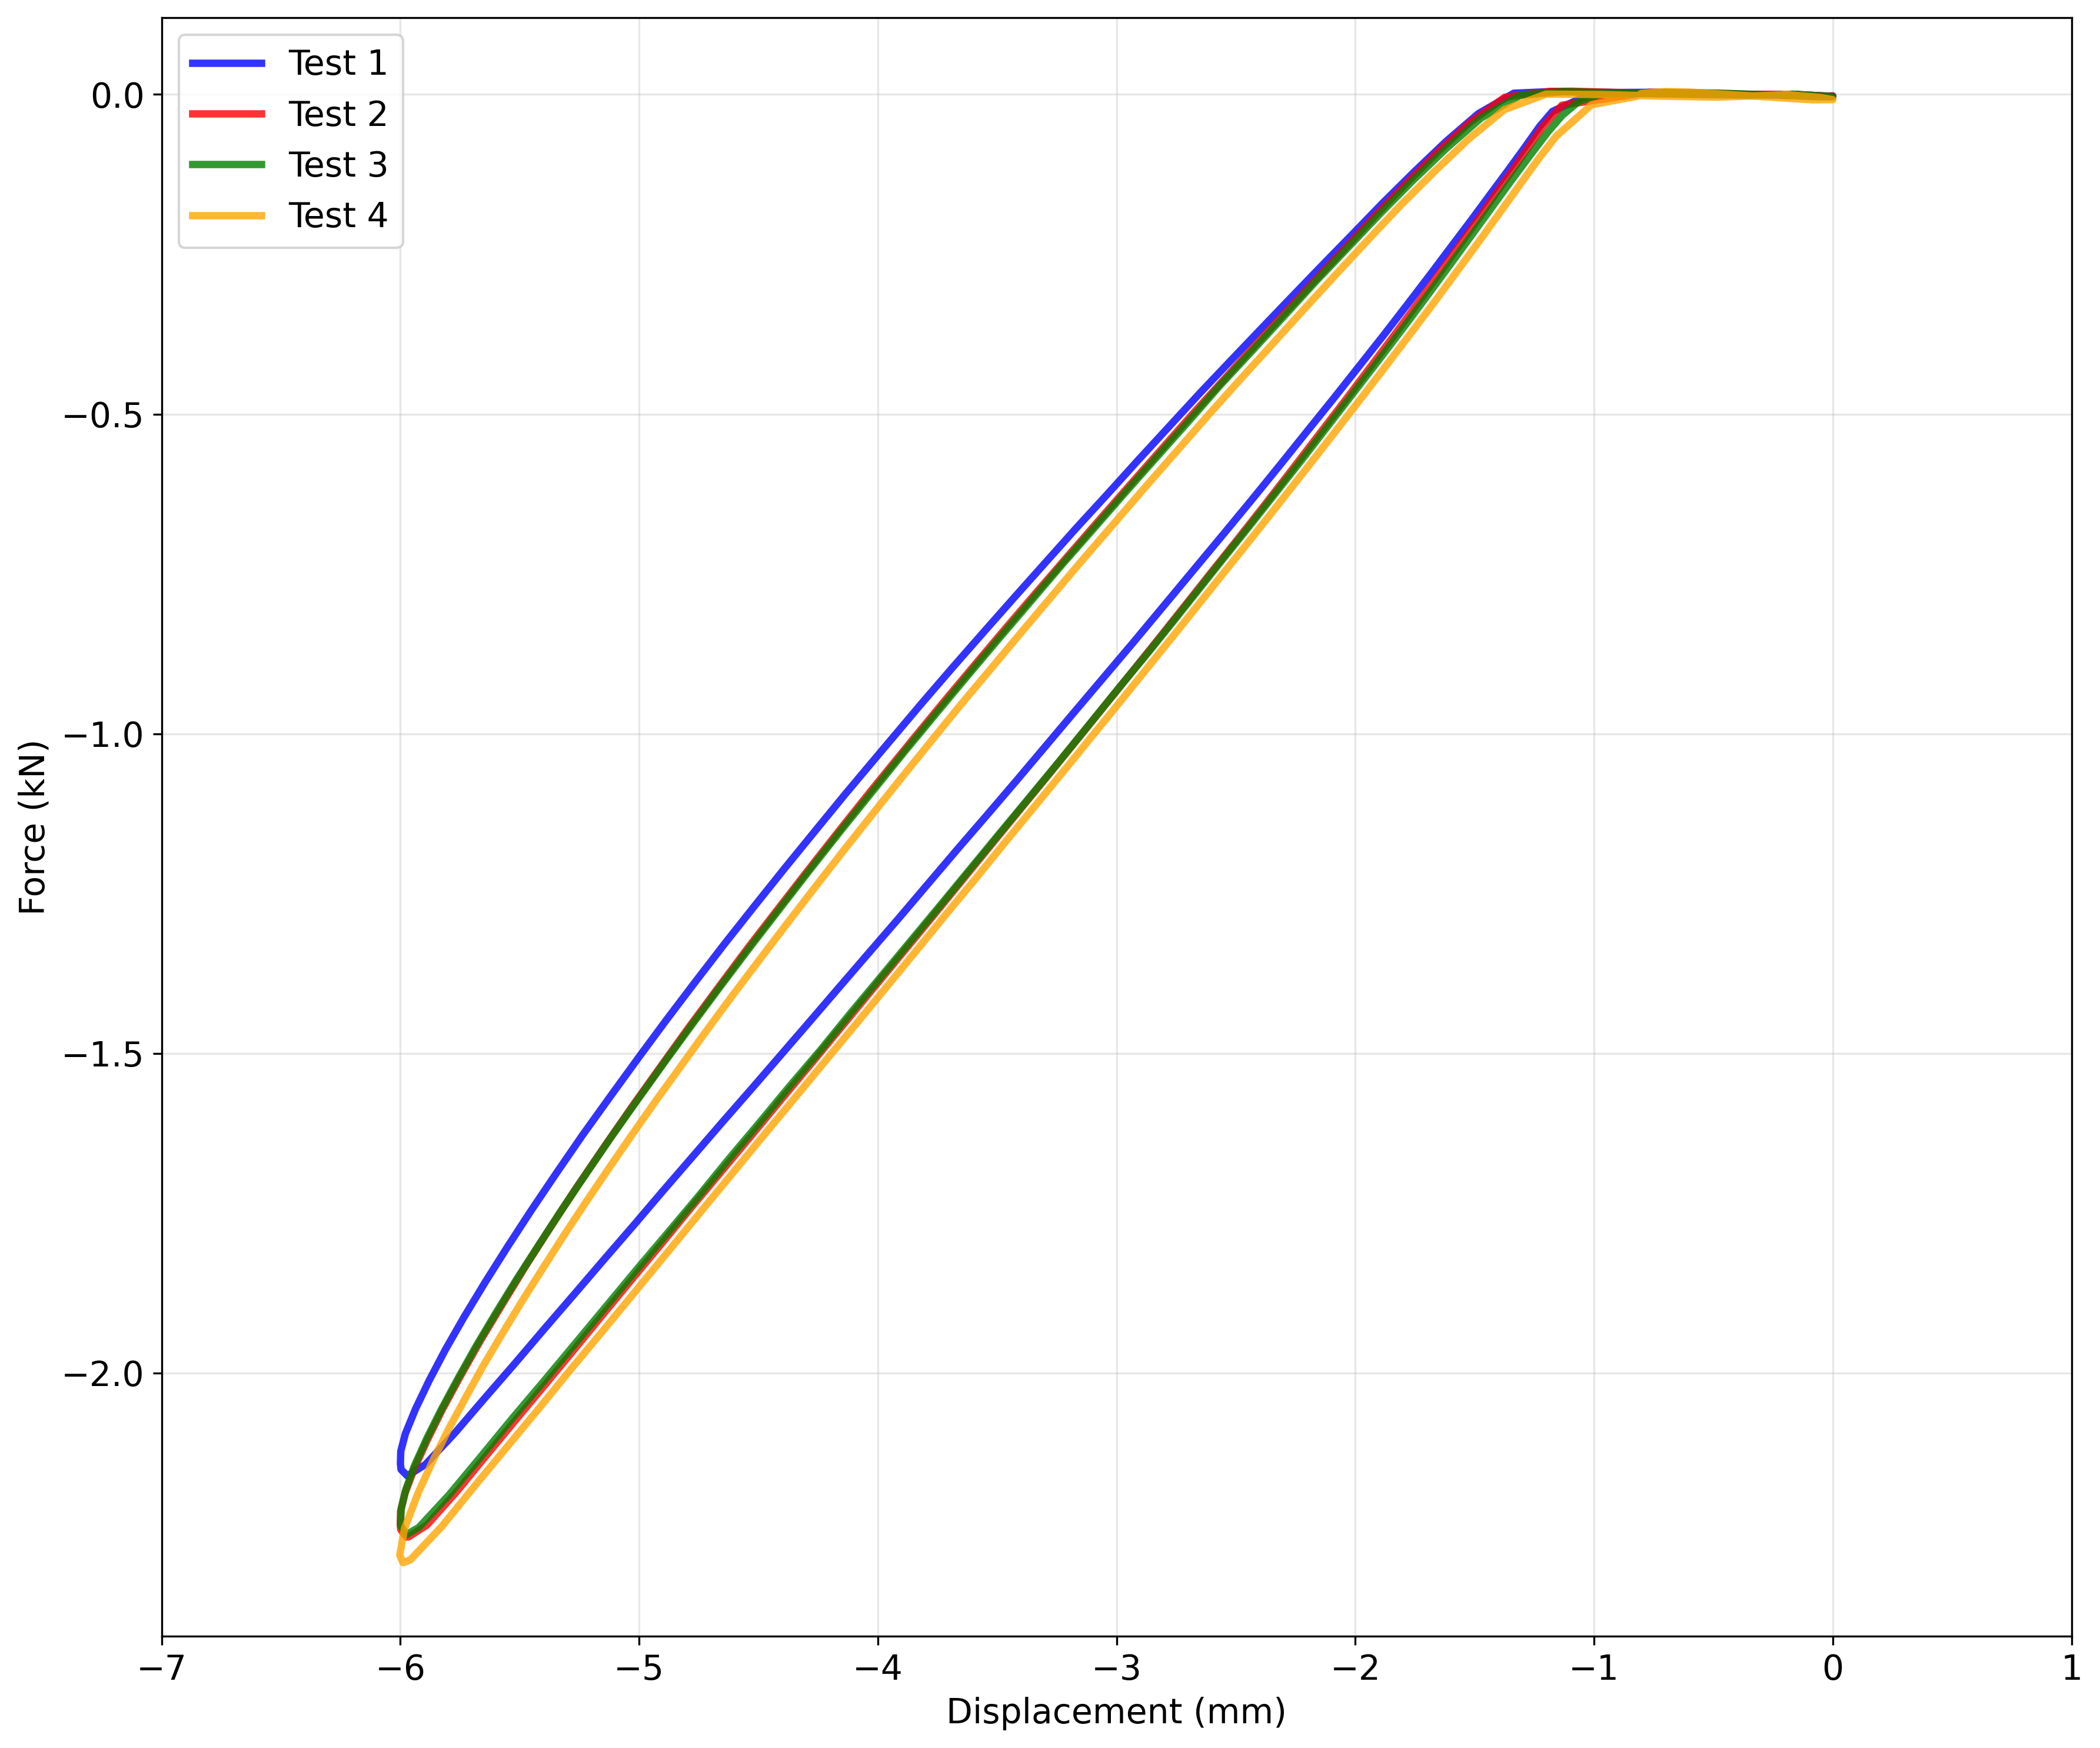 Test 1
Test 2
Test 3
Test 4
0.0
−0.5
−1.0
−1.5
−2.0
Force (kN)
−7 −6 −5 −4 −3 −2 −1 0 1
Displacement (mm)